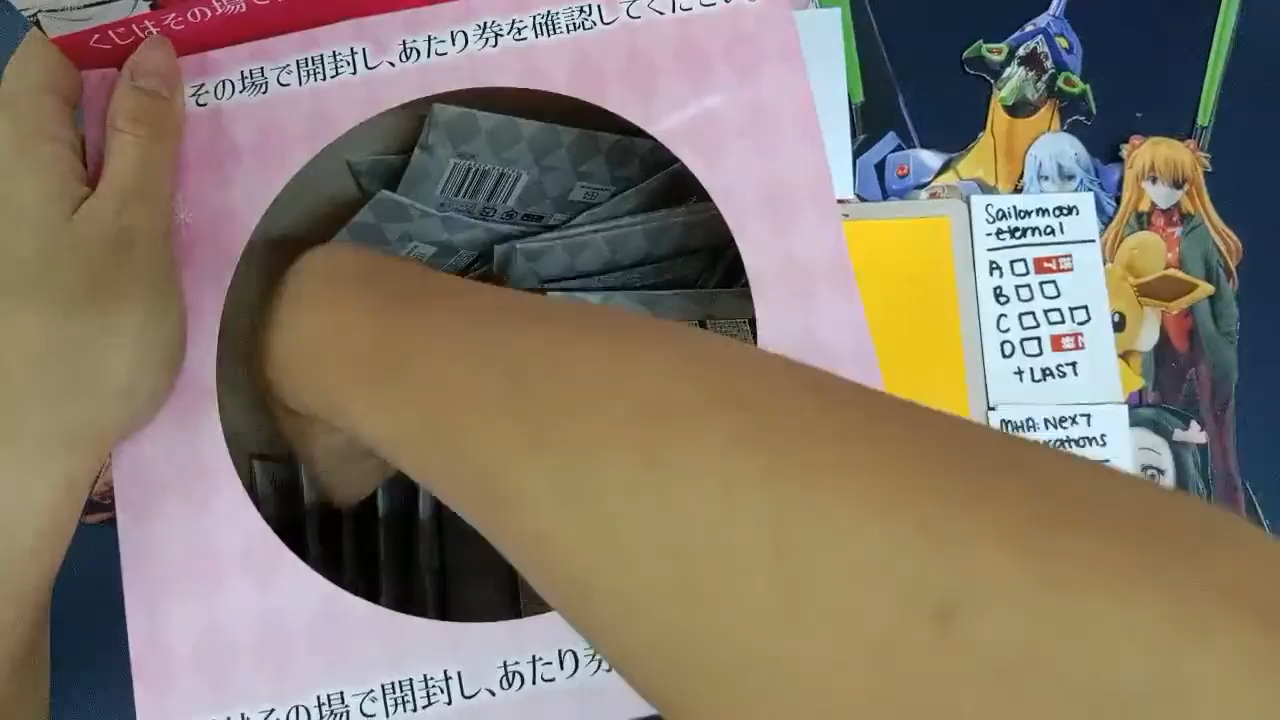 くじはその場で
その場で開封し、あたり券を確認してください。
Sailormoon
-eternal
A
B
C
D
+LAST
MHA: Next
はその場で開封し、あたり券